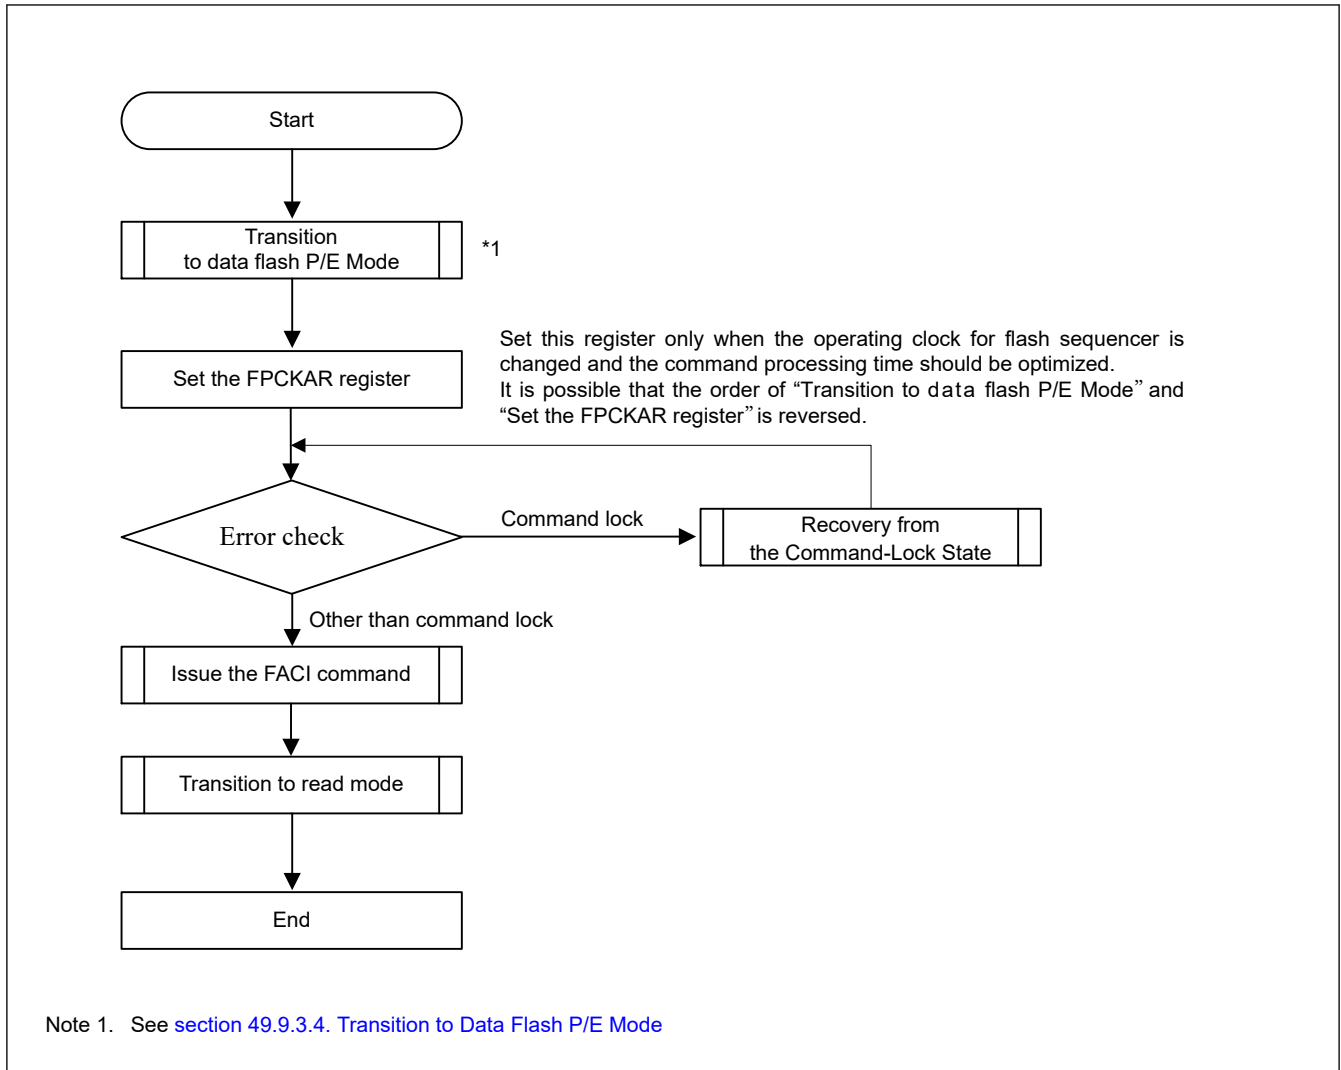 Start
Transition
to data flash P/E Mode
*1
Set the FPCKAR register
Set this register only when the operating clock for flash sequencer is
changed and the command processing time should be optimized.
It is possible that the order of “Transition to data flash P/E Mode” and
“Set the FPCKAR register” is reversed.
Error check
Command lock
Recovery from
the Command-Lock State
Other than command lock
Issue the FACI command
Transition to read mode
End
Note 1. See section 49.9.3.4. Transition to Data Flash P/E Mode